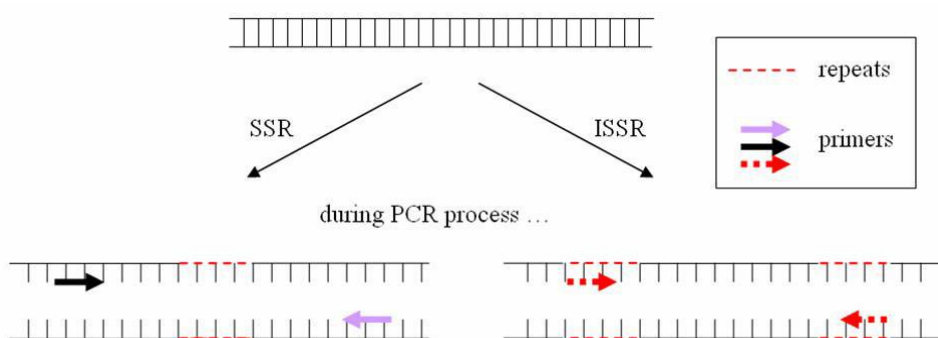 repeats
SSR
ISSR
primers
during PCR process ...